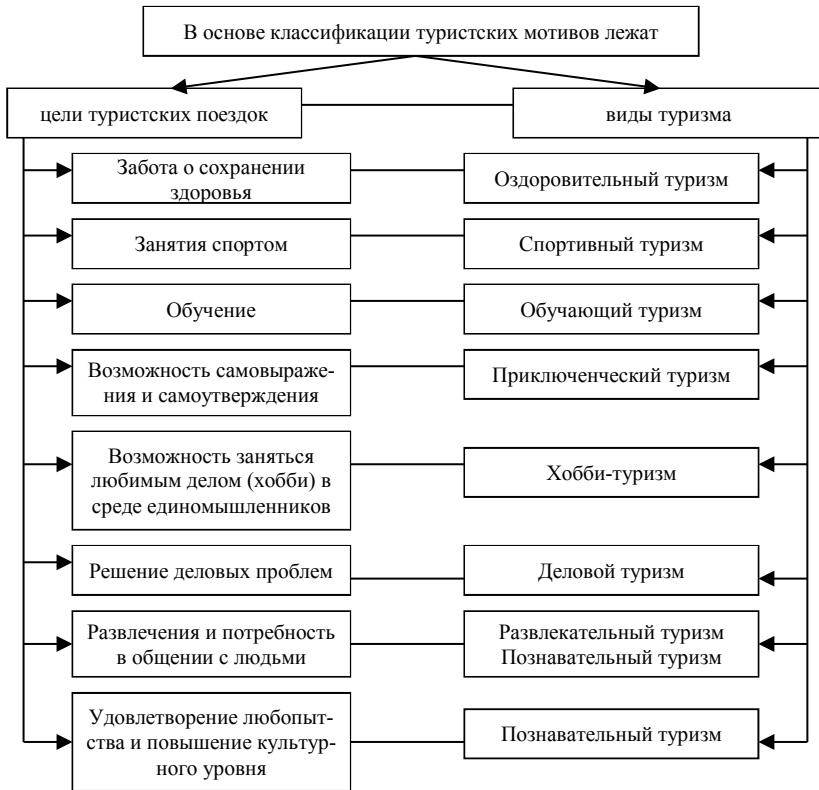 В основе классификации туристских мотивов лежат
цели туристских поездок
виды туризма
Забота о сохранении
здоровья
Оздоровительный туризм
Занятия спортом
Спортивный туризм
Обучение
Обучающий туризм
Возможность самовыраже-
ния и самоутверждения
Приключенческий туризм
Возможность заняться
любимым делом (хобби) в
среде единомышленников
Хобби-туризм
Решение деловых проблем
Деловой туризм
Развлечения и потребность
в общении с людьми
Развлекательный туризм
Познавательный туризм
Удовлетворение любопыт-
ства и повышение культур-
ного уровня
Познавательный туризм